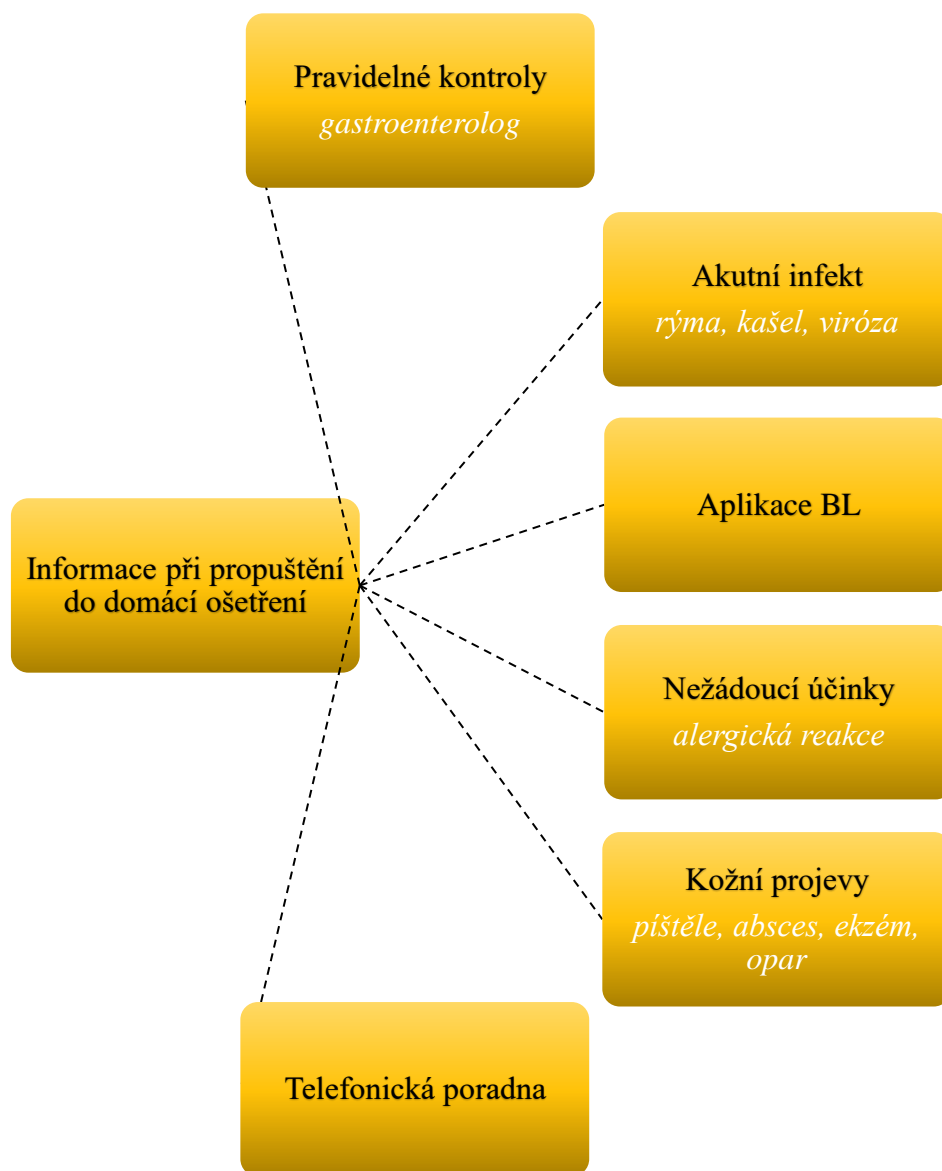 Pravidelné kontroly
gastroenterolog
Akutní infekt
rýma, kašel, viróza
Aplikace BL
Informace při propuštění
do domácí ošetření
Nežádoucí účinky
alergická reakce
Kožní projevy
píštěle, absces, ekzém,
opar
Telefonická poradna